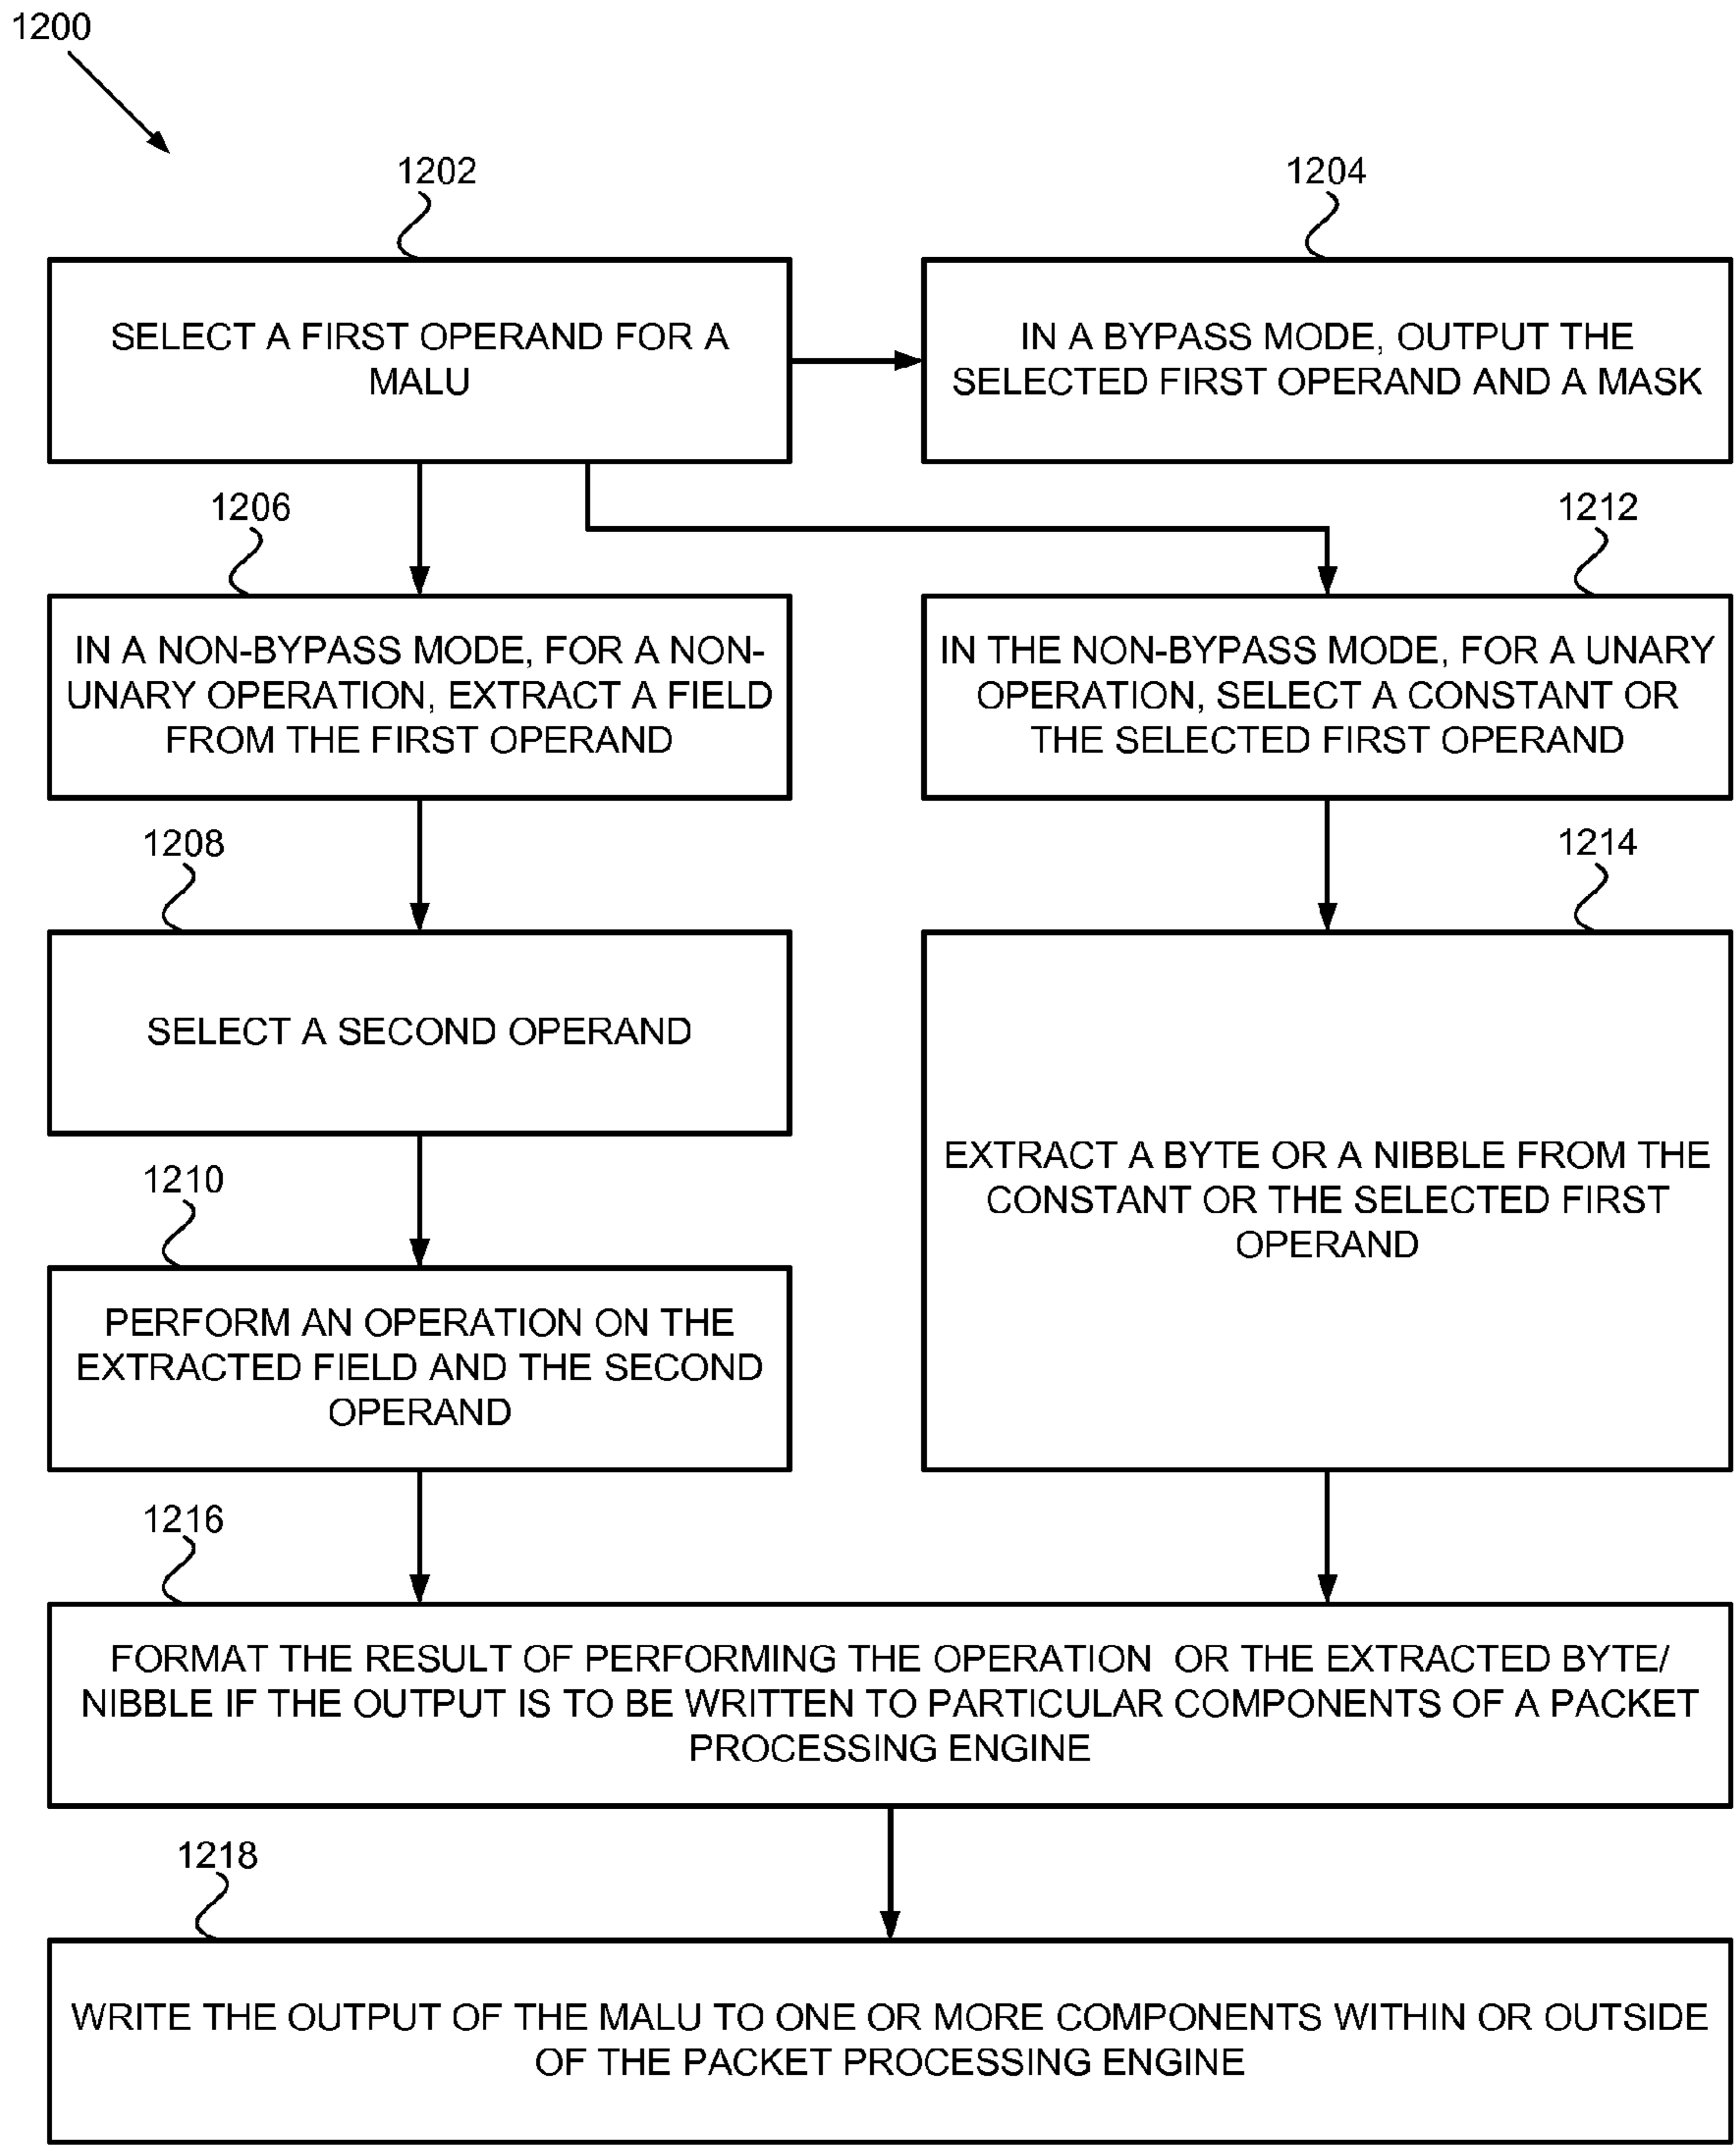 1200
1202
1204
SELECT A FIRST OPERAND FOR A
MALU
IN A BYPASS MODE, OUTPUT THE
SELECTED FIRST OPERAND AND A MASK
1206
1212
IN A NON-BYPASS MODE, FOR A NON-
UNARY OPERATION, EXTRACT A FIELD
FROM THE FIRST OPERAND
IN THE NON-BYPASS MODE, FOR A UNARY
OPERATION, SELECT A CONSTANT OR
THE SELECTED FIRST OPERAND
1208
1214
SELECT A SECOND OPERAND
EXTRACT A BYTE OR A NIBBLE FROM THE
CONSTANT OR THE SELECTED FIRST
OPERAND
1210
PERFORM AN OPERATION ON THE
EXTRACTED FIELD AND THE SECOND
OPERAND
1216
FORMAT THE RESULT OF PERFORMING THE OPERATION OR THE EXTRACTED BYTE/
NIBBLE IF THE OUTPUT IS TO BE WRITTEN TO PARTICULAR COMPONENTS OF A PACKET
PROCESSING ENGINE
1218
WRITE THE OUTPUT OF THE MALU TO ONE OR MORE COMPONENTS WITHIN OR OUTSIDE
OF THE PACKET PROCESSING ENGINE